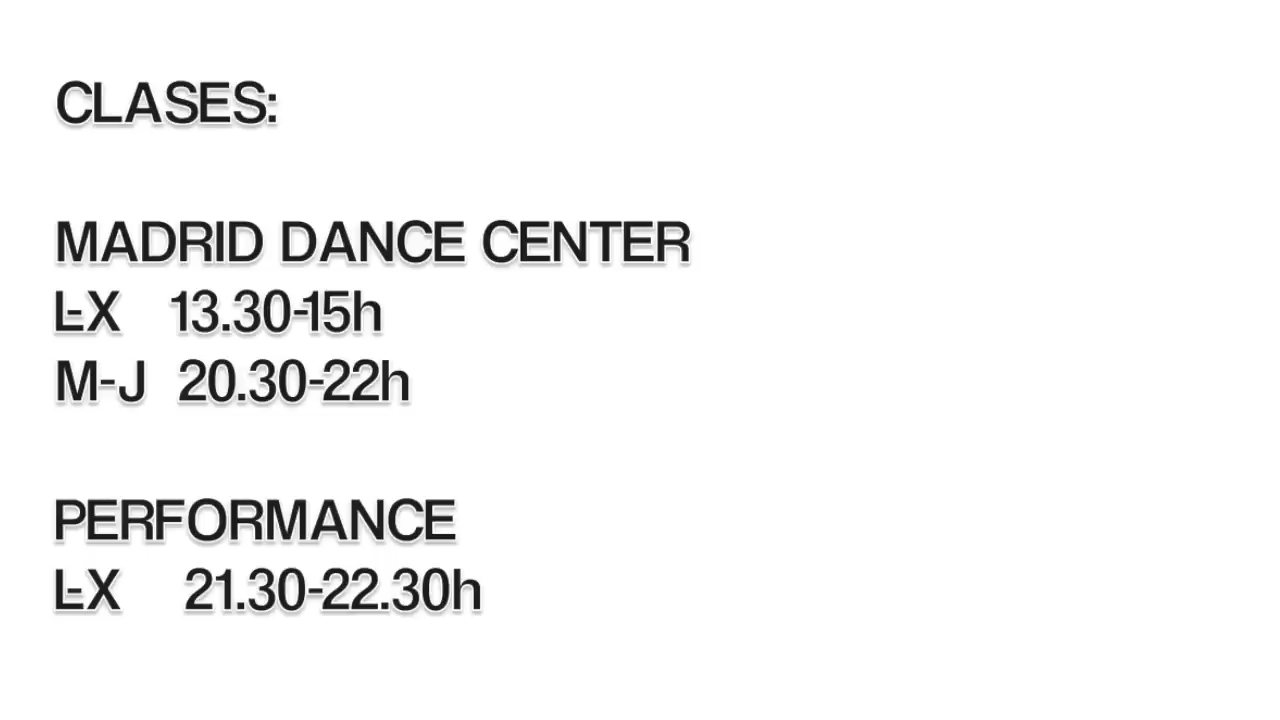 CLASES:
MADRID DANCE CENTER
L-X 13.30-15h
M-J 20.30-22h
PERFORMANCE
L-X 21.30-22.30h